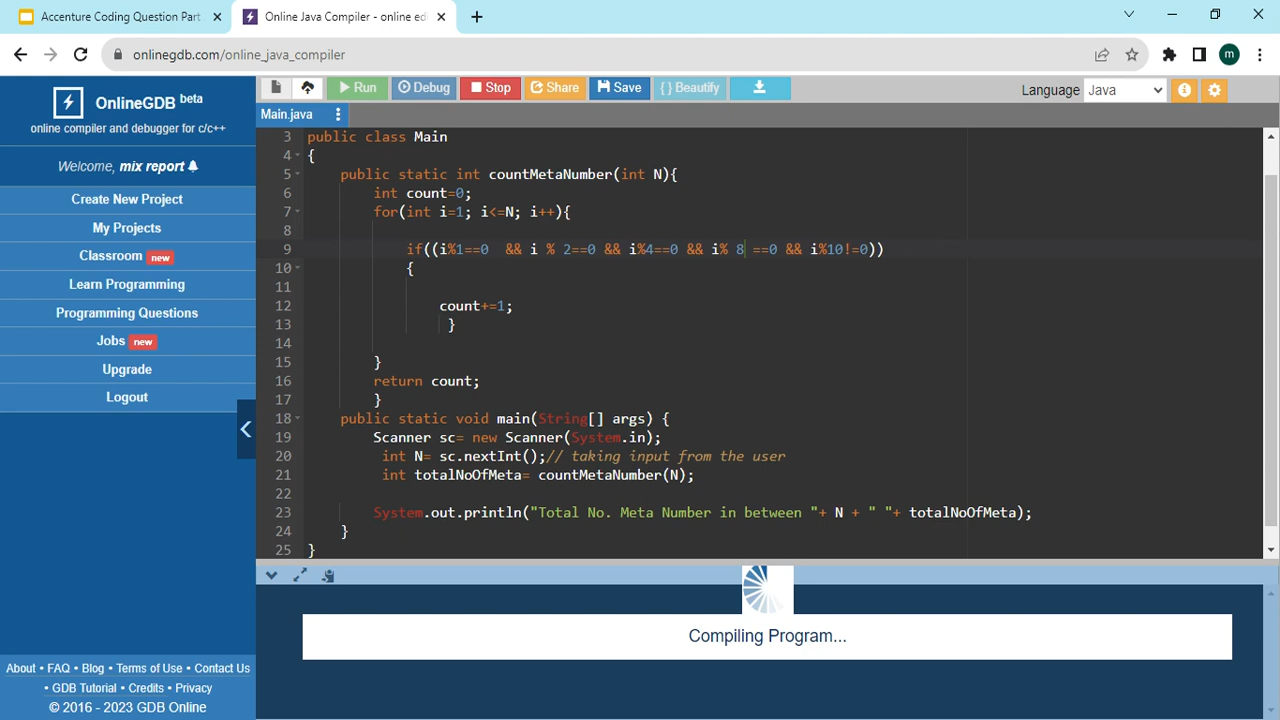 Accenture Coding Question Part
Online Java Compiler - online edi
onlinegdb.com/online_java_compiler
m
OnlineGDB beta
online compiler and debugger for c/c++
Welcome, mix report
Create New Project
My Projects
Classroom new
Learn Programming
Programming Questions
Jobs new
Upgrade
Logout
About • FAQ • Blog • Terms of Use • Contact Us
• GDB Tutorial • Credits • Privacy
© 2016 - 2023 GDB Online
Run Debug Stop Share Save { } Beautify
Language Java
Main.java
3 public class Main
4 {
5 public static int countMetaNumber(int N){
6 int count=0;
7 for(int i=1; i<=N; i++){
8
9 if((i%1==0 && i % 2==0 && i%4==0 && i% 8 ==0 && i%10!=0))
10 {
11
12 count+=1;
13 }
14
15 }
16 return count;
17 }
18 public static void main(String[] args) {
19 Scanner sc= new Scanner(System.in);
20 int N= sc.nextInt();// taking input from the user
21 int totalNoOfMeta= countMetaNumber(N);
22
23 System.out.println("Total No. Meta Number in between "+ N + " "+ totalNoOfMeta);
24 }
25 }
Compiling Program...